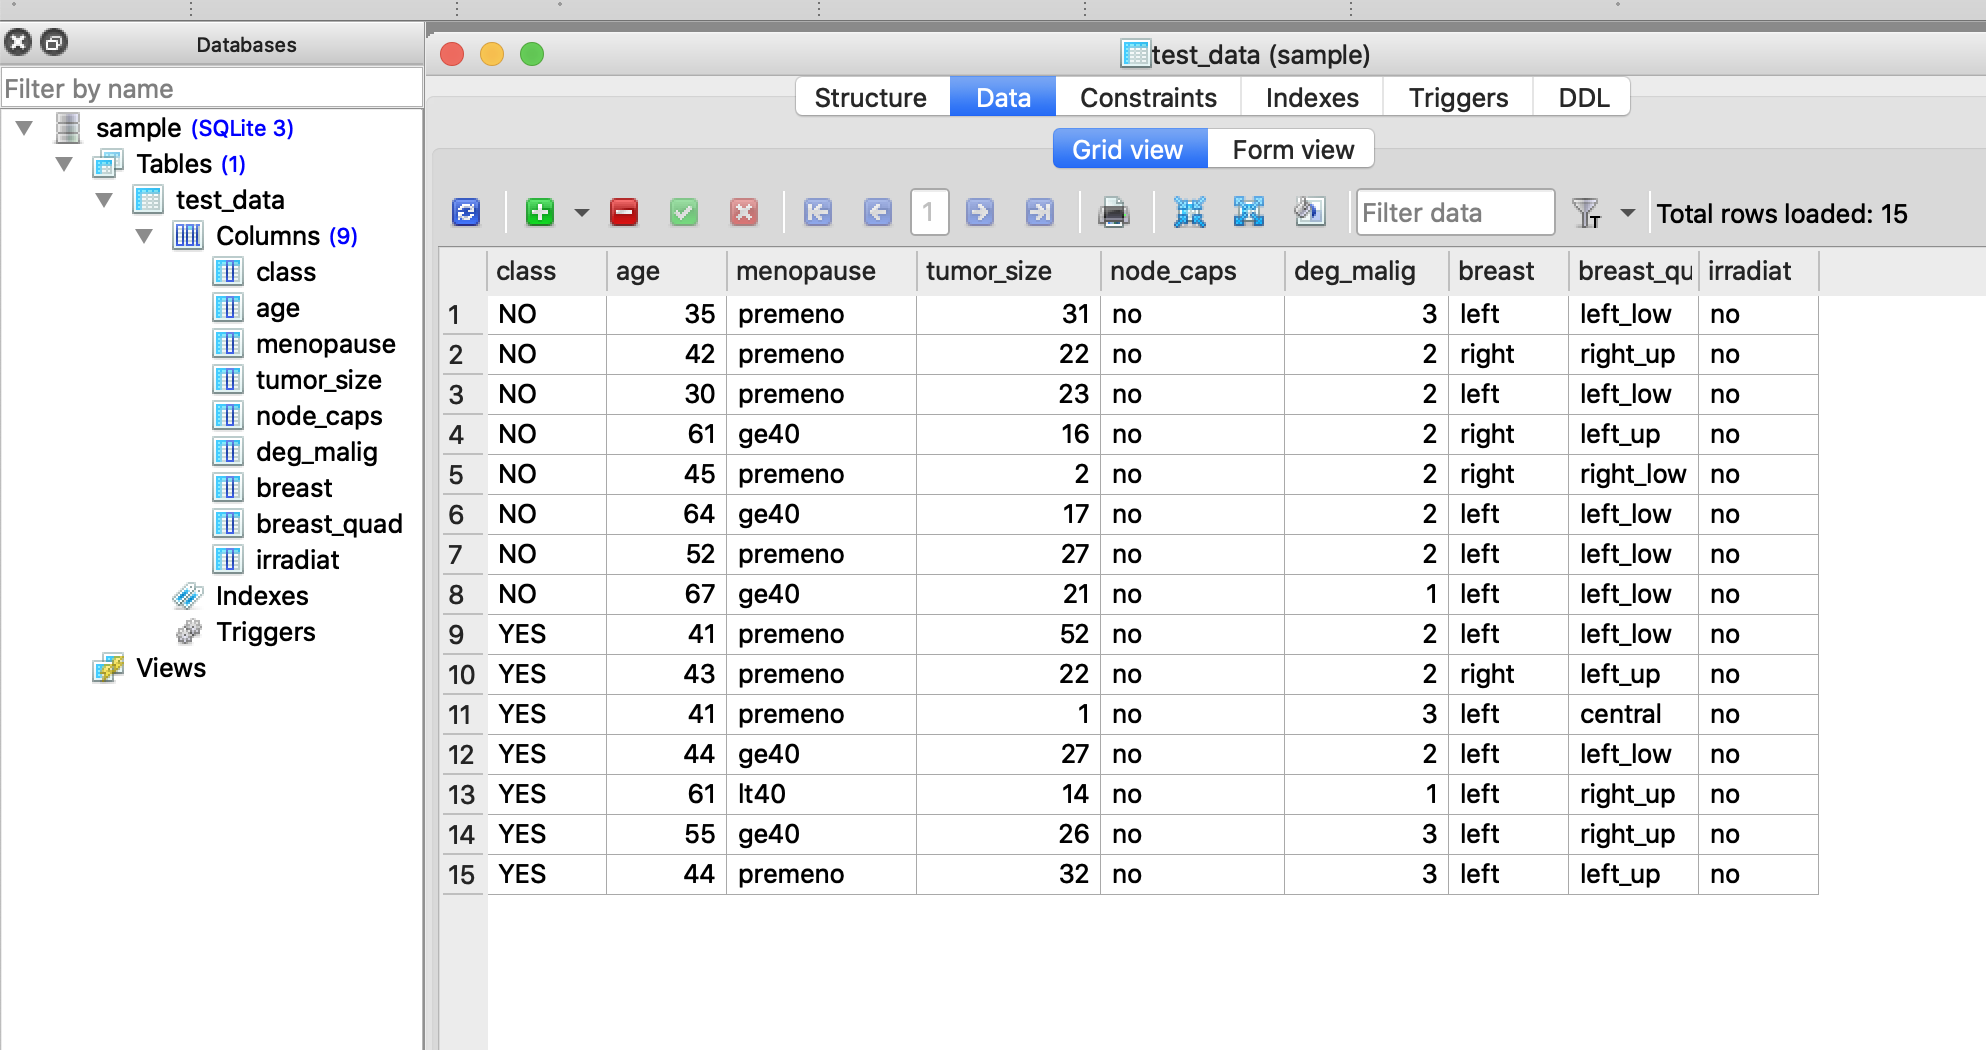 Databases
Filter by name
sample (SQLite 3)
Tables (1)
test_data
Columns (9)
class
age
menopause
tumor_size
node_caps
deg_malig
breast
breast_quad
irradiat
Indexes
Triggers
Views
test_data (sample)
Structure Data Constraints Indexes Triggers DDL
Grid view Form view
1 Filter data T Total rows loaded: 15
class age menopause tumor_size node_caps deg_malig breast breast_qu irradiat
1 NO 35 premeno 31 no 3 left left_low no
2 NO 42 premeno 22 no 2 right right_up no
3 NO 30 premeno 23 no 2 left left_low no
4 NO 61 ge40 16 no 2 right left_up no
5 NO 45 premeno 2 no 2 right right_low no
6 NO 64 ge40 17 no 2 left left_low no
7 NO 52 premeno 27 no 2 left left_low no
8 NO 67 ge40 21 no 1 left left_low no
9 YES 41 premeno 52 no 2 left left_low no
10 YES 43 premeno 22 no 2 right left_up no
11 YES 41 premeno 1 no 3 left central no
12 YES 44 ge40 27 no 2 left left_low no
13 YES 61 lt40 14 no 1 left right_up no
14 YES 55 ge40 26 no 3 left right_up no
15 YES 44 premeno 32 no 3 left left_up no